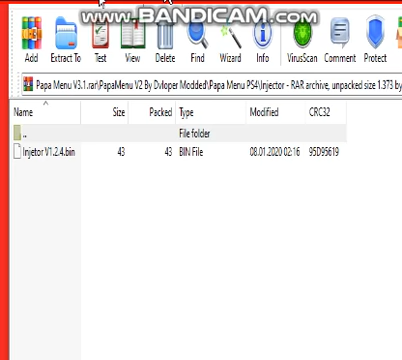 www.BANDICAM.com
Add Extract To Test View Delete Find Wizard Info VirusScan Comment Protect
Papa Menu V3.1.rar\PapaMenu V2 By Dvloper Modded\Papa Menu PS4\Injector - RAR archive, unpacked size 1.373 by
Name Size Packed Type Modified CRC32
.. File folder
Injetor V1.2.4.bin 43 43 BIN File 08.01.2020 02:16 95D95619